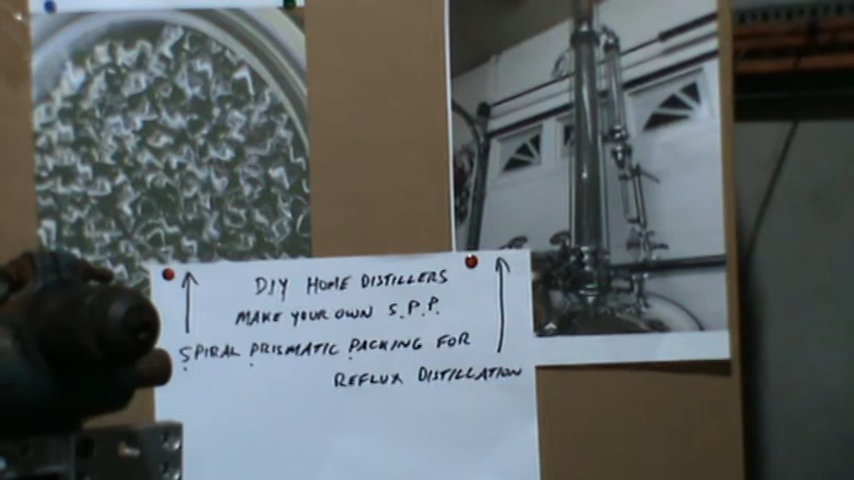 DIY HOME DISTILLERS
MAKE YOUR OWN S.P.P.
SPIRAL PRISMATIC PACKING FOR
REFLUX DISTILLATION